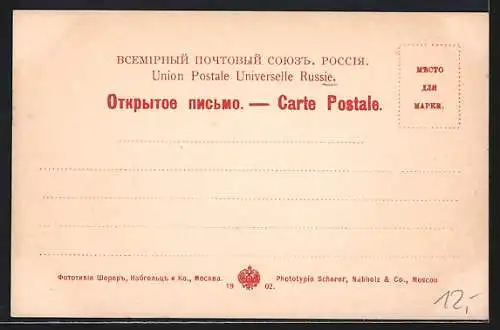 ВСЕМІРНЫЙ ПОЧТОВЫЙ СОЮЗЪ. РОССІЯ.
Union Postale Universelle Russie.
Открытое письмо. — Carte Postale.
МѢСТО
ДЛЯ
МАРКИ.
Фототипія Шереръ, Набгольцъ и Ко., Москва.
19 02.
Phototypie Scherer, Nabholz & Co., Moscou
12,-